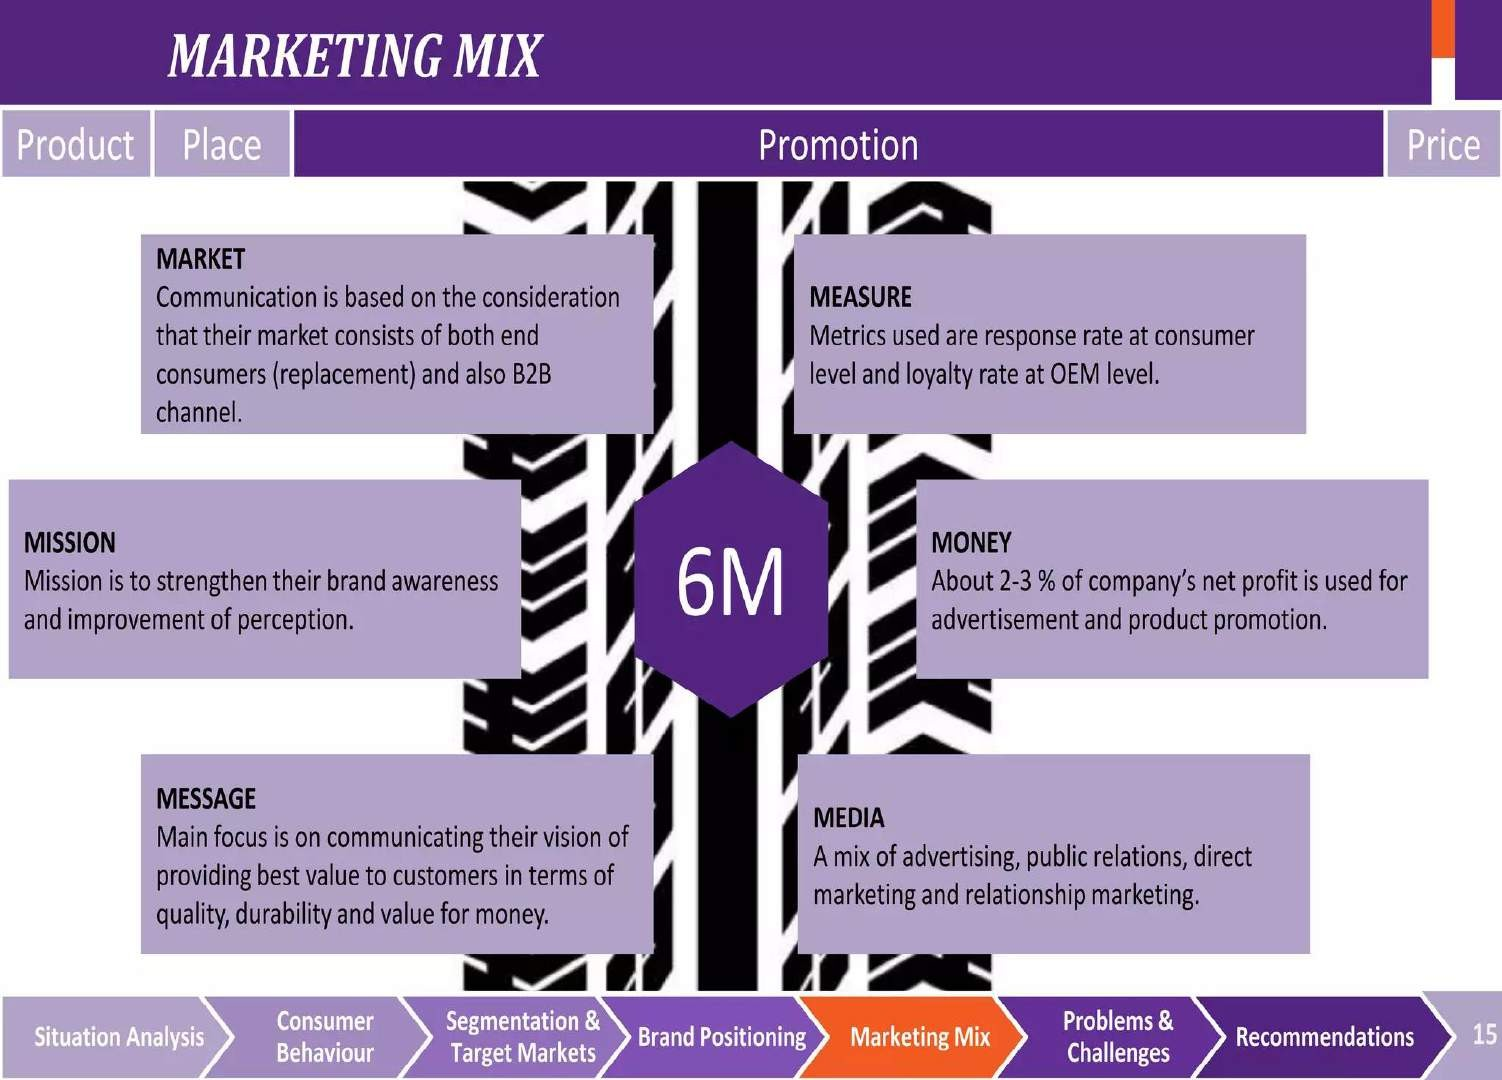 MARKETING MIX
Product
Place
Promotion
Price
MARKET
Communication is based on the consideration
that their market consists of both end
consumers (replacement) and also B2B
channel.
MEASURE
Metrics used are response rate at consumer
level and loyalty rate at OEM level.
MISSION
Mission is to strengthen their brand awareness
and improvement of perception.
6M
MONEY
About 2-3 % of company's net profit is used for
advertisement and product promotion.
MESSAGE
Main focus is on communicating their vision of
providing best value to customers in terms of
quality, durability and value for money.
MEDIA
A mix of advertising, public relations, direct
marketing and relationship marketing.
Situation Analysis
Consumer
Behaviour
Segmentation &
Target Markets
Brand Positioning
Marketing Mix
Problems &
Challenges
Recommendations
15